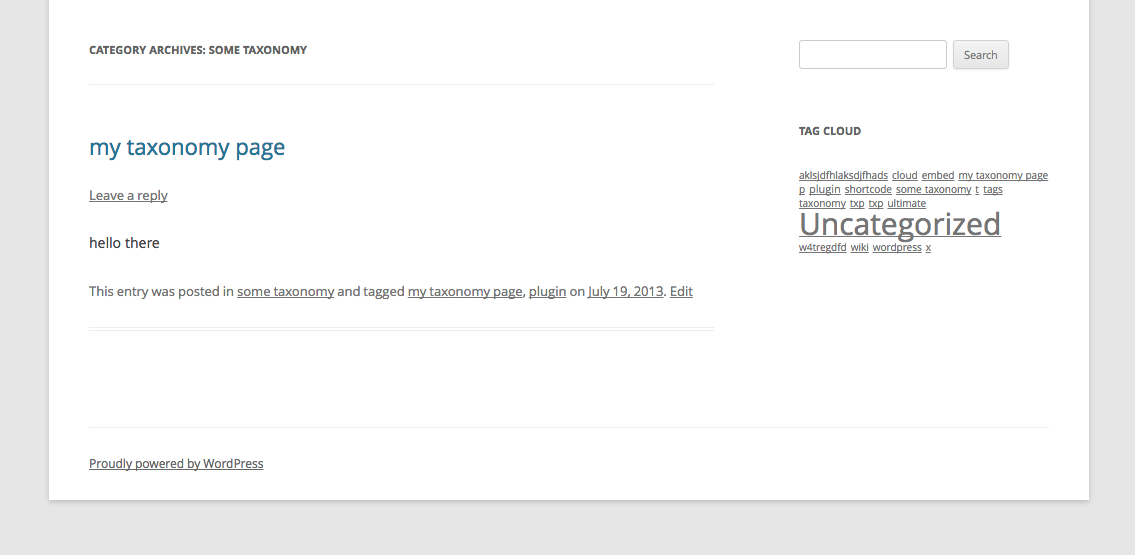 CATEGORY ARCHIVES: SOME TAXONOMY
my taxonomy page
Leave a reply
hello there
This entry was posted in some taxonomy and tagged my taxonomy page, plugin on July 19, 2013. Edit
Search
TAG CLOUD
aklsjdfhlaksdjfhads cloud embed my taxonomy page
p plugin shortcode some taxonomy t tags
taxonomy txp txp ultimate
Uncategorized
w4tregdfd wiki wordpress x
Proudly powered by WordPress